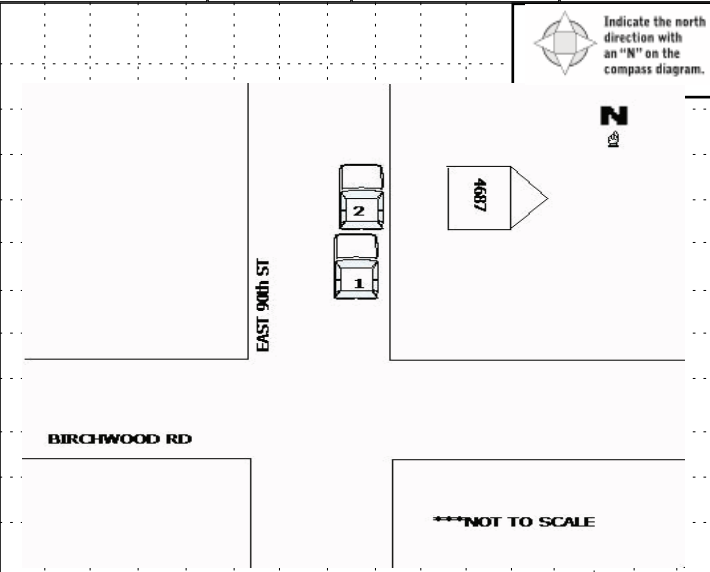 Indicate the north
direction with
an “N” on the
compass diagram.
N
2
4687
1
EAST 90th ST
BIRCHWOOD RD
***NOT TO SCALE